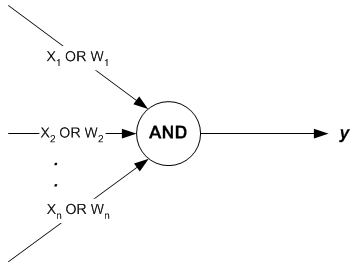 X₁ OR W₁
AND
X₂ OR W₂
y
.
.
Xₙ OR Wₙ